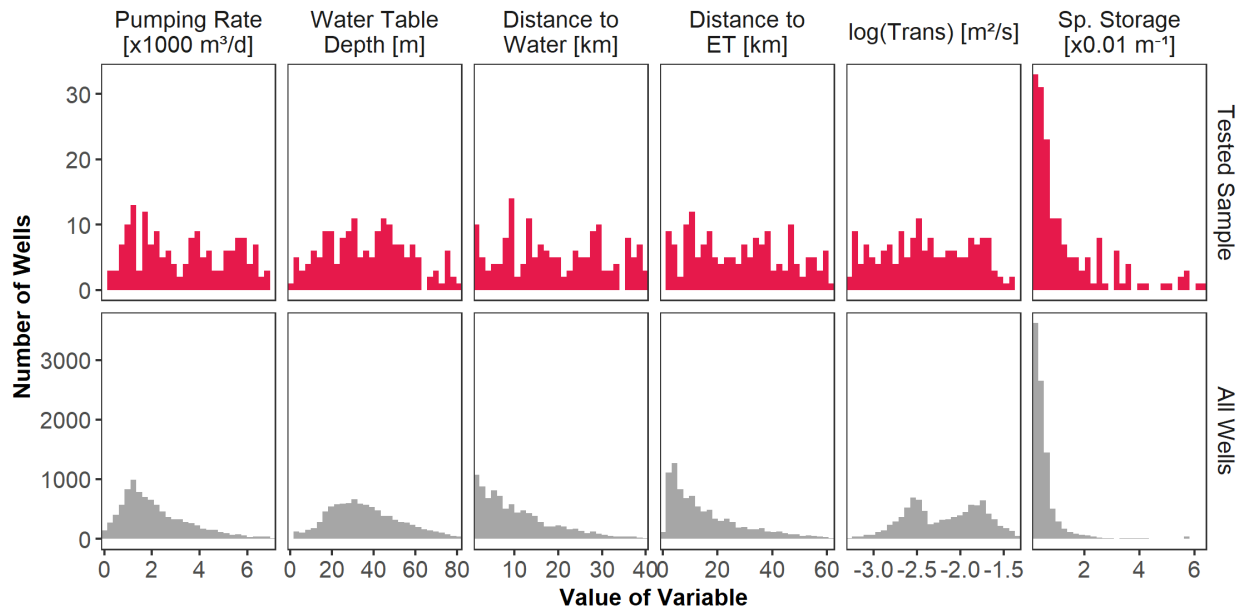 Pumping Rate
[x1000 m³/d]
Water Table
Depth [m]
Distance to
Water [km]
Distance to
ET [km]
log(Trans) [m²/s]
Sp. Storage
[x0.01 m⁻¹]
Number of Wells
30
20
10
0
Tested Sample
3000
2000
1000
0
All Wells
0 2 4 6
0 20 40 60 80
10 20 30 40
0 20 40 60
-3.0 -2.5 -2.0 -1.5
2 4 6
Value of Variable